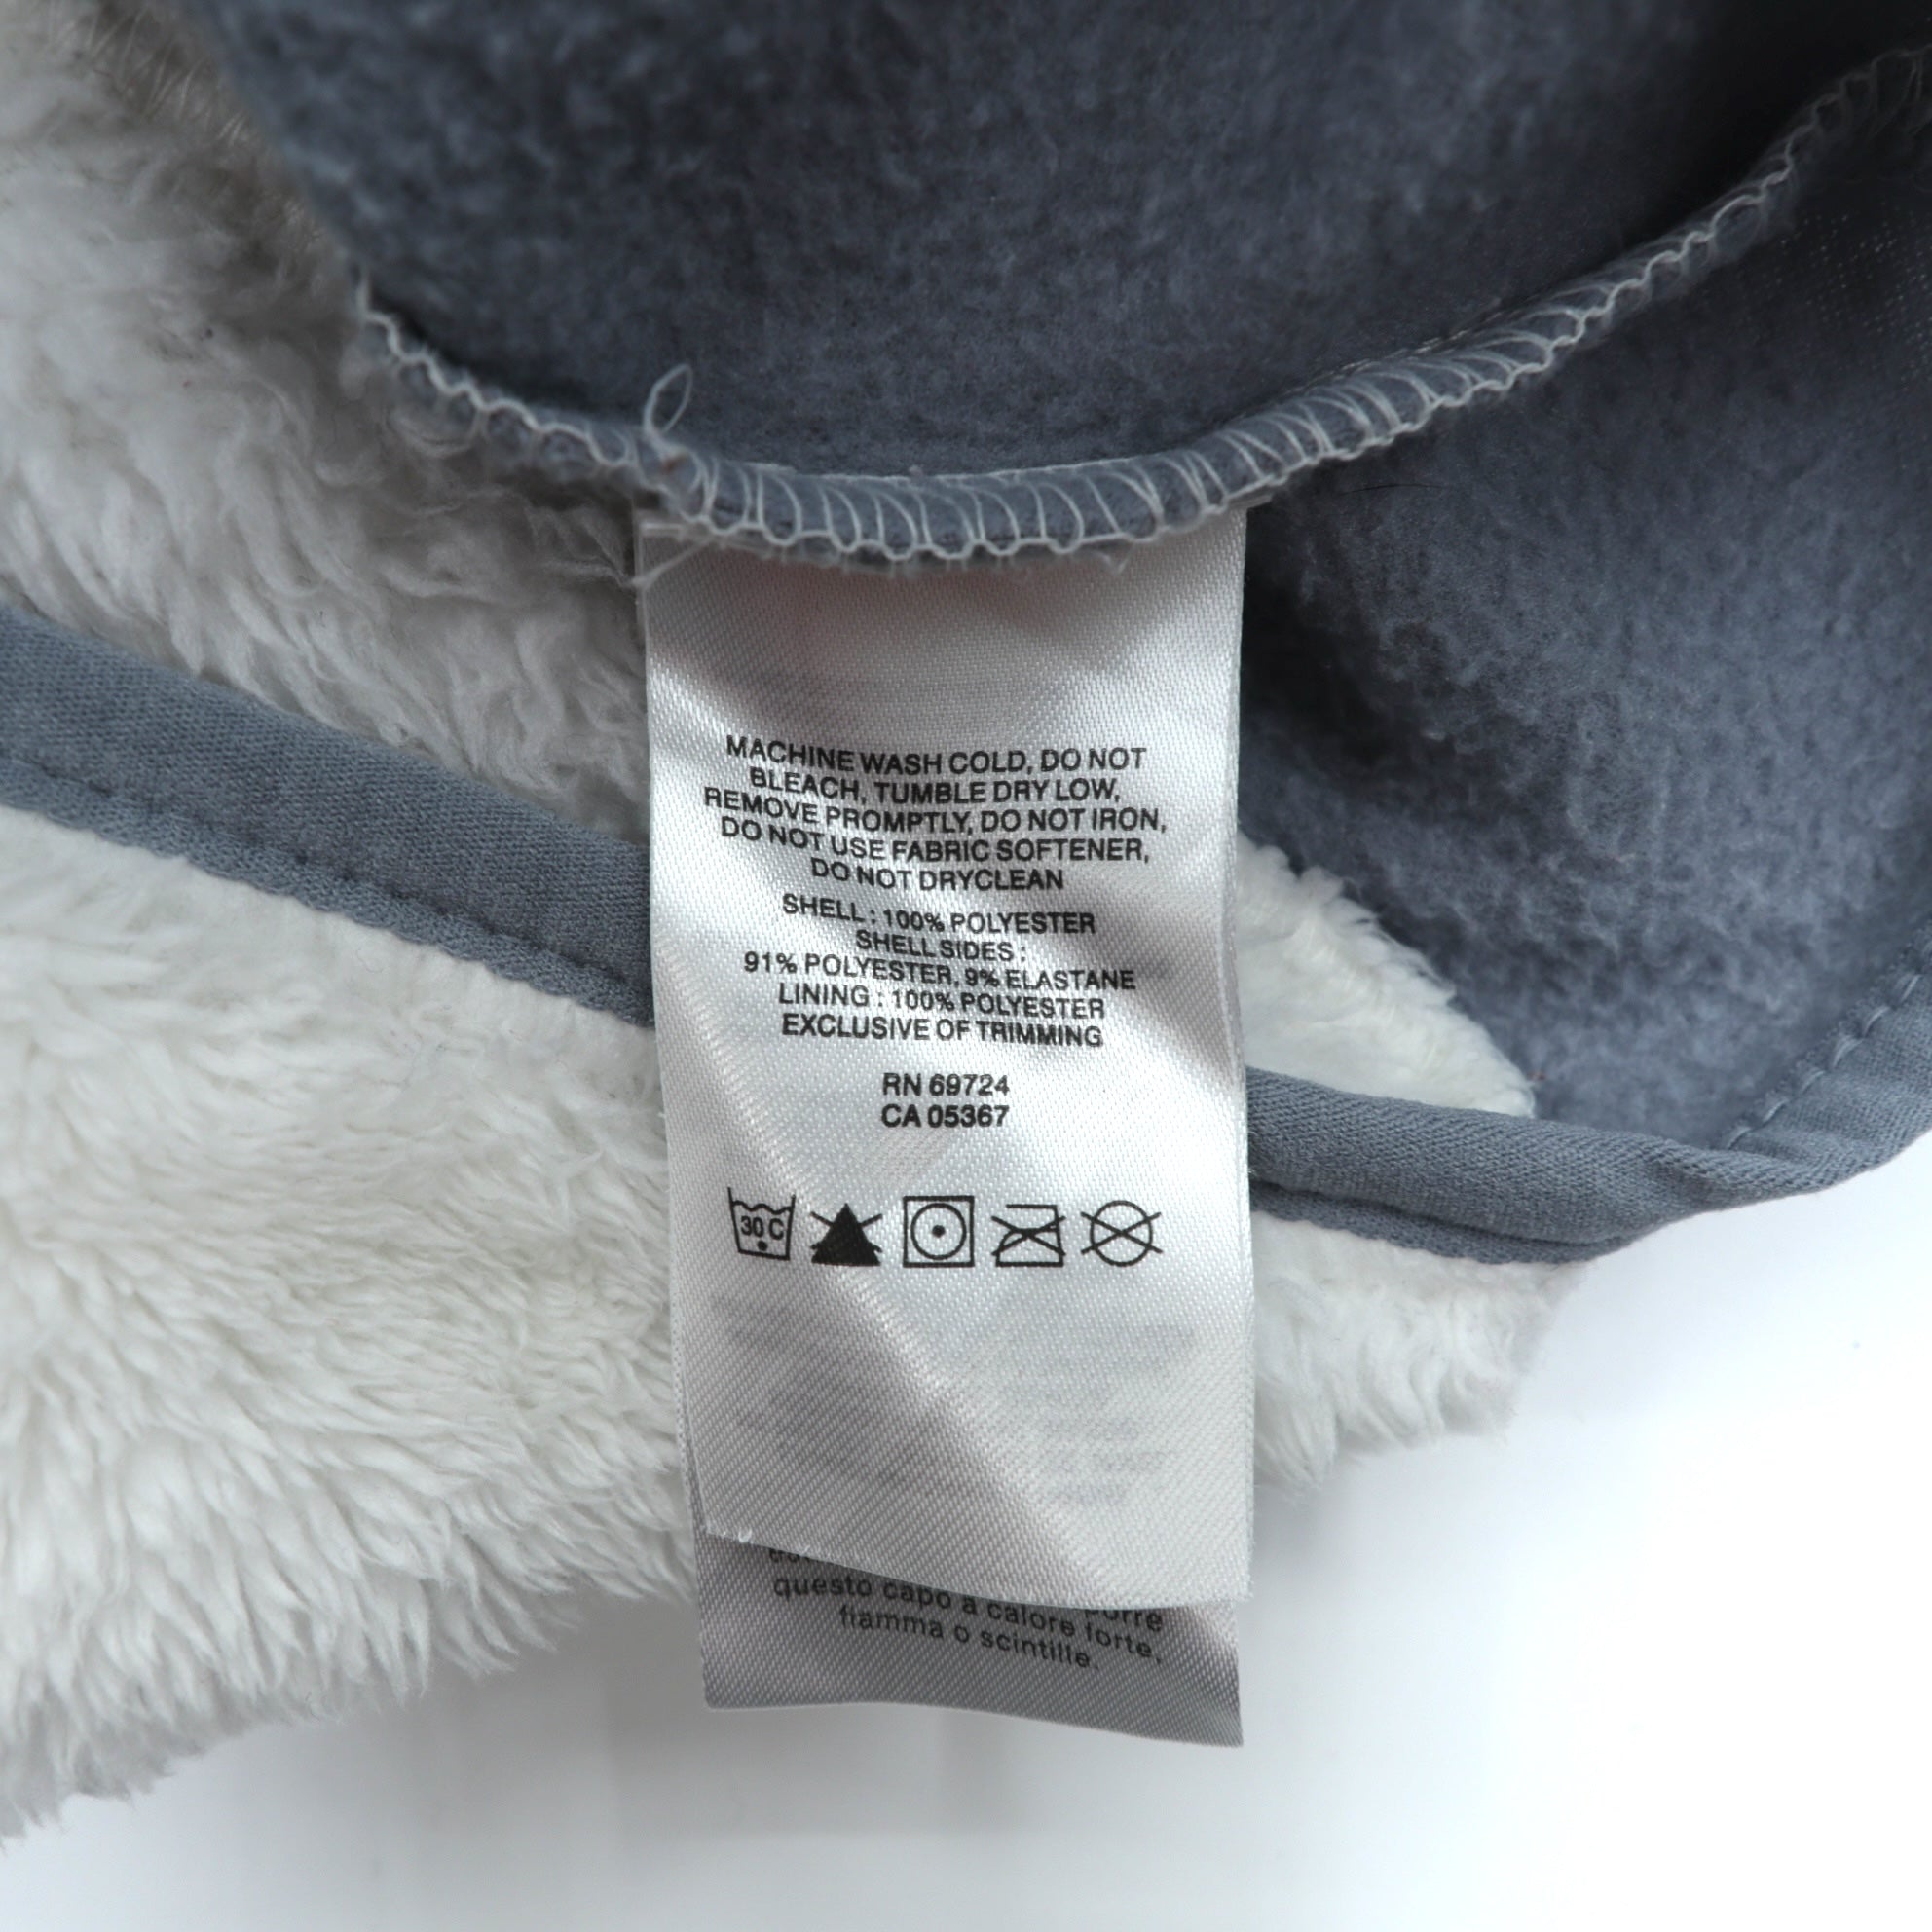 MACHINE WASH COLD, DO NOT
BLEACH, TUMBLE DRY LOW,
REMOVE PROMPTLY, DO NOT IRON,
DO NOT USE FABRIC SOFTENER,
DO NOT DRYCLEAN
SHELL : 100% POLYESTER
SHELL SIDES :
91% POLYESTER, 9% ELASTANE
LINING : 100% POLYESTER
EXCLUSIVE OF TRIMMING
RN 69724
CA 05367
30 C
questo capo a calore forte,
fiamma o scintille.